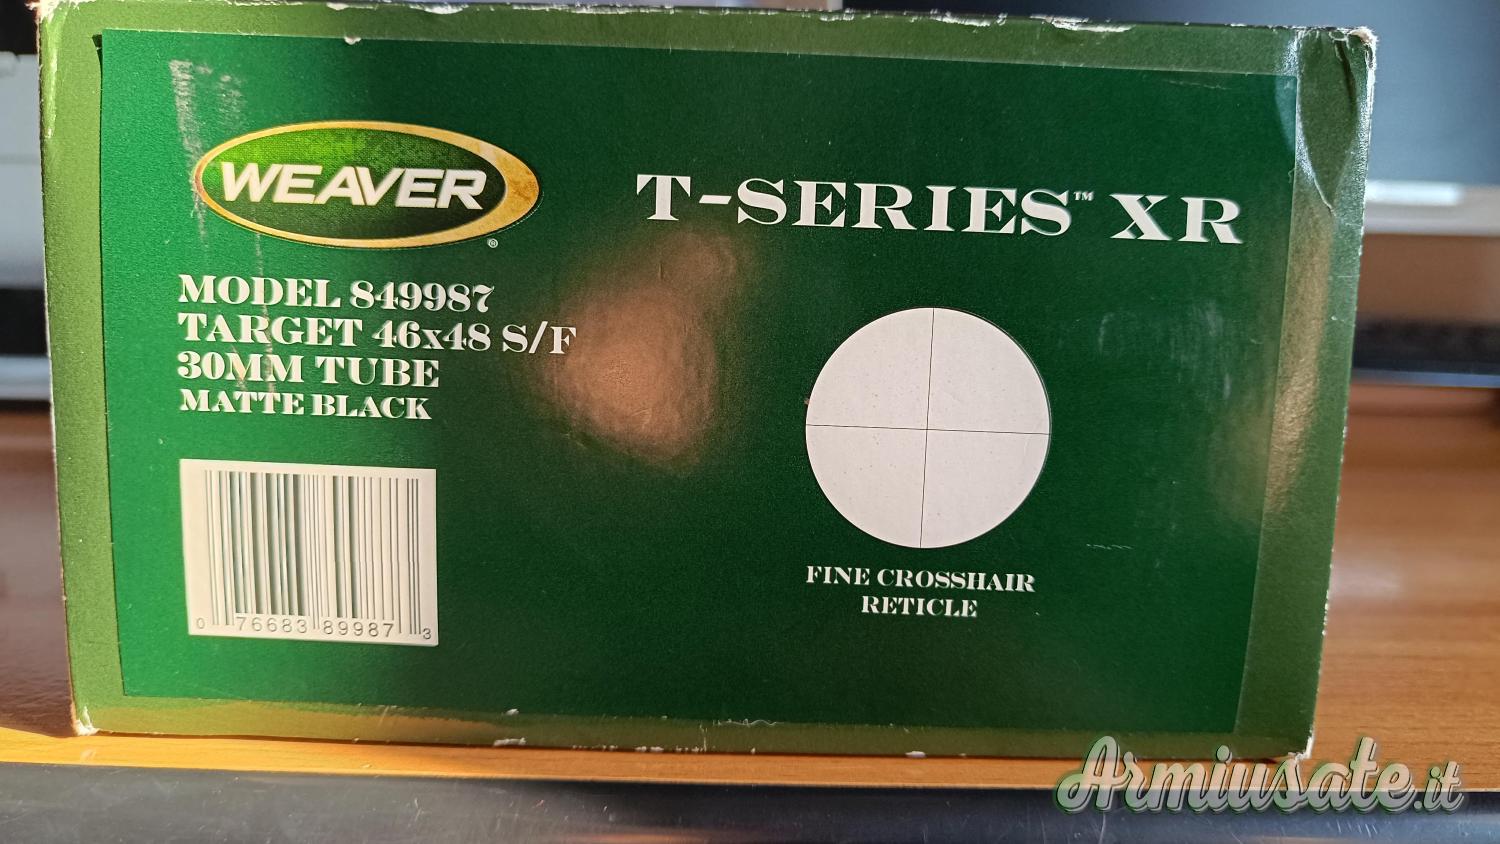 WEAVER®
T-SERIES™ XR
MODEL 849987
TARGET 46x48 S/F
30MM TUBE
MATTE BLACK
0 76683 89987 3
FINE CROSSHAIR
RETICLE
Armiusate.it